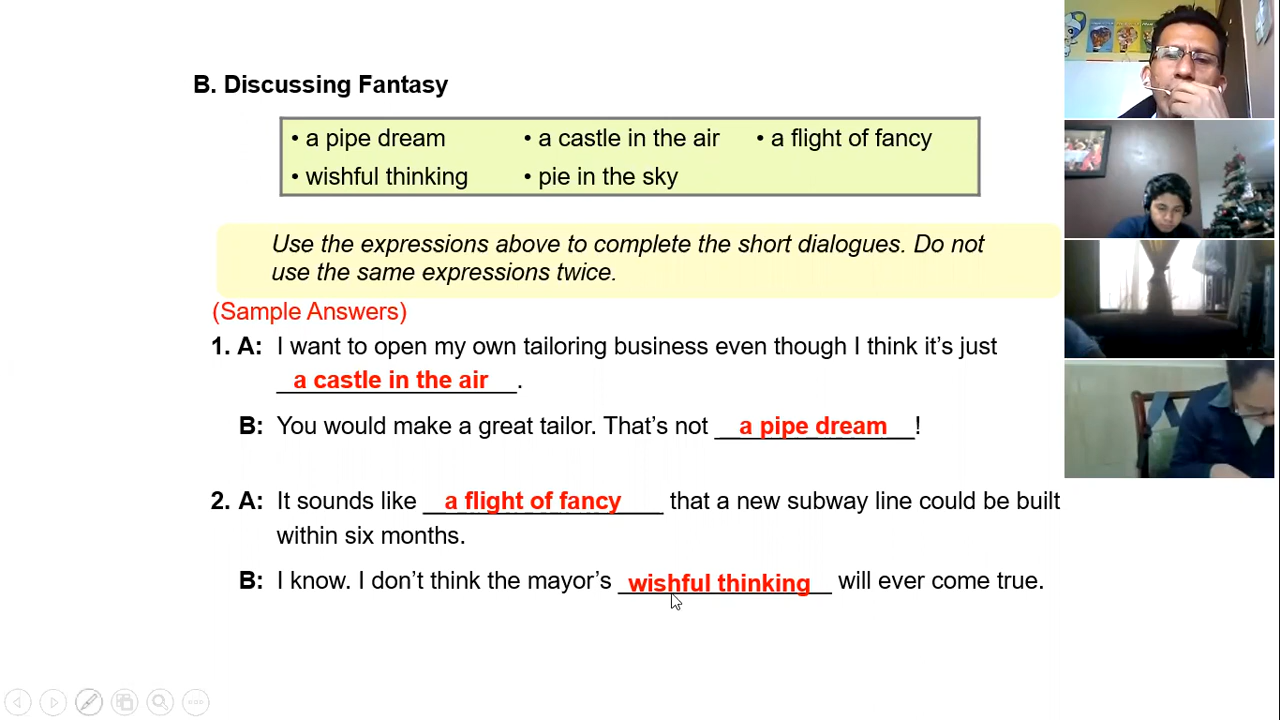 B. Discussing Fantasy
• a pipe dream • a castle in the air • a flight of fancy
• wishful thinking • pie in the sky
Use the expressions above to complete the short dialogues. Do not
use the same expressions twice.
(Sample Answers)
1. A: I want to open my own tailoring business even though I think it’s just
a castle in the air.
B: You would make a great tailor. That’s not a pipe dream!
2. A: It sounds like a flight of fancy that a new subway line could be built
within six months.
B: I know. I don’t think the mayor’s wishful thinking will ever come true.